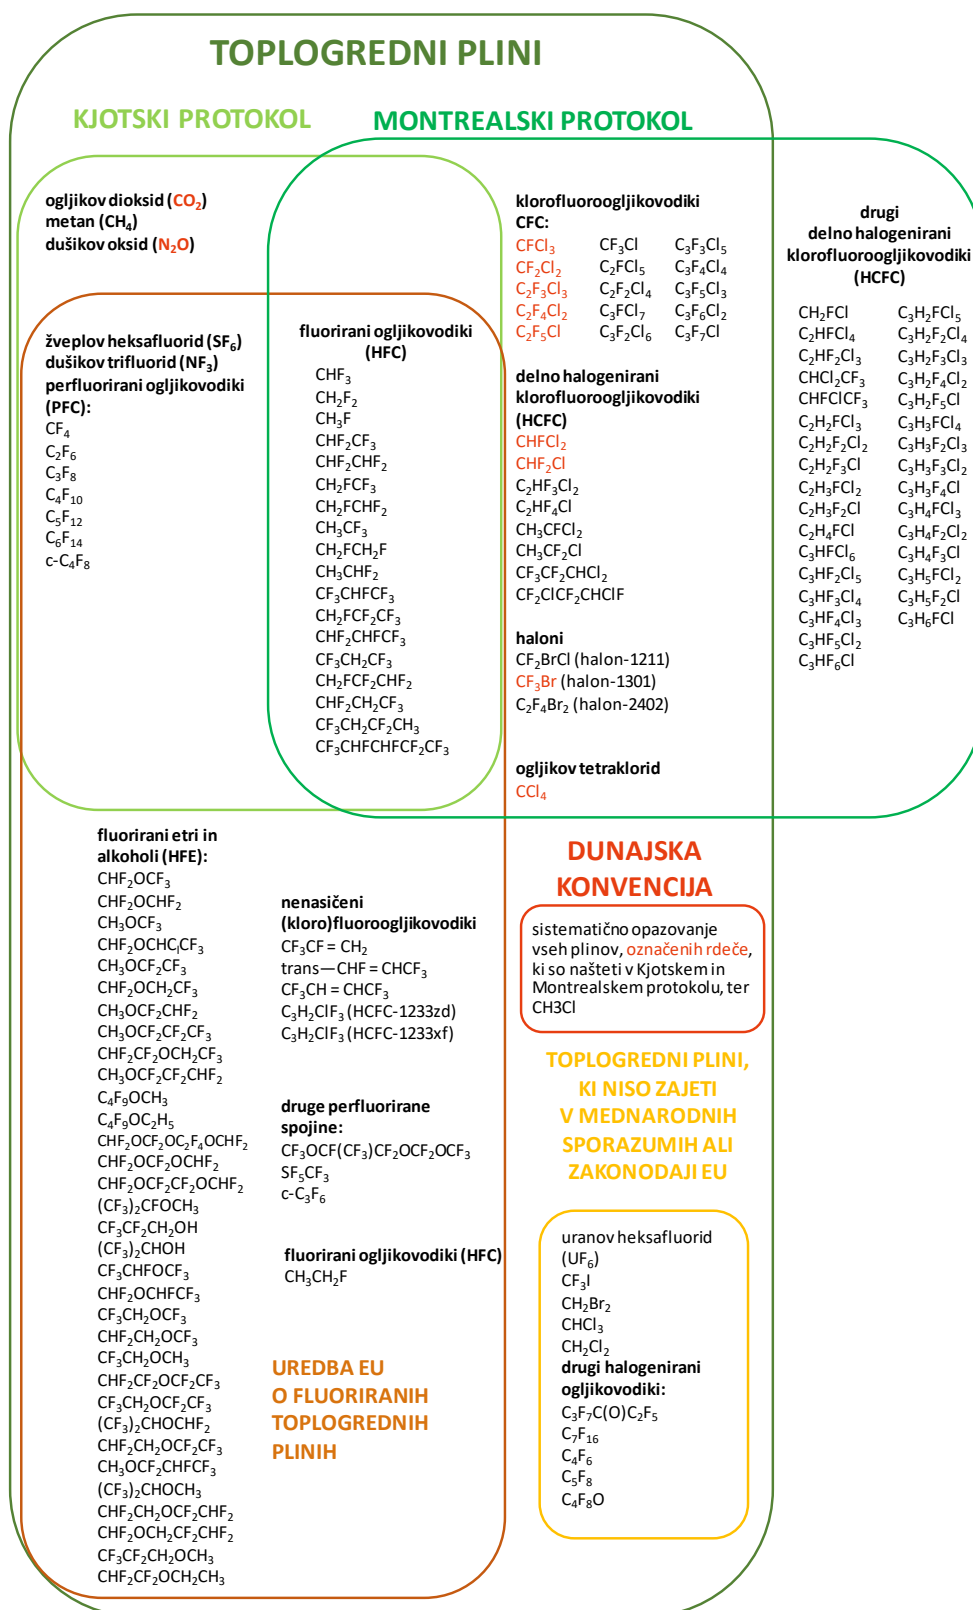 TOPLOGREDNI PLINI
KJOTSKI PROTOKOL
MONTREALSKI PROTOKOL
ogljikov dioksid (CO₂)
metan (CH₄)
dušikov oksid (N₂O)
žveplov heksafluorid (SF₆)
dušikov trifluorid (NF₃)
perfluorirani ogljikovodiki
(PFC):
CF₄
C₂F₆
C₃F₈
C₄F₁₀
C₅F₁₂
C₆F₁₄
c-C₄F₈
fluorirani ogljikovodiki
(HFC)
CHF₃
CH₂F₂
CH₃F
CHF₂CF₃
CHF₂CHF₂
CH₂FCF₃
CH₂FCHF₂
CH₃CF₃
CH₂FCH₂F
CH₃CHF₂
CF₃CHFCF₃
CH₂FCF₂CF₃
CHF₂CHFCF₃
CF₃CH₂CF₃
CH₂FCF₂CHF₂
CHF₂CH₂CF₃
CF₃CH₂CF₂CH₃
CF₃CHFCHFCF₂CF₃
klorofluoroogljikovodiki
CFC:
CFCl₃ CF₃Cl C₃F₃Cl₅
CF₂Cl₂ C₂FCl₅ C₃F₄Cl₄
C₂F₃Cl₃ C₂F₂Cl₄ C₃F₅Cl₃
C₂F₄Cl₂ C₃FCl₇ C₃F₆Cl₂
C₂F₅Cl C₃F₂Cl₆ C₃F₇Cl
delno halogenirani
klorofluoroogljikovodiki
(HCFC)
CHFCl₂
CHF₂Cl
C₂HF₃Cl₂
C₂HF₄Cl
CH₃CFCl₂
CH₃CF₂Cl
CF₃CF₂CHCl₂
CF₂ClCF₂CHClF
haloni
CF₂BrCl (halon-1211)
CF₃Br (halon-1301)
C₂F₄Br₂ (halon-2402)
ogljikov tetraklorid
CCl₄
drugi
delno halogenirani
klorofluoroogljikovodiki
(HCFC)
CH₂FCl C₃H₂FCl₅
C₂HFCl₄ C₃H₂F₂Cl₄
C₂HF₂Cl₃ C₃H₂F₃Cl₃
CHCl₂CF₃ C₃H₂F₄Cl₂
CHFClCF₃ C₃H₂F₅Cl
C₂H₂FCl₃ C₃H₃FCl₄
C₂H₂F₂Cl₂ C₃H₃F₂Cl₃
C₂H₂F₃Cl C₃H₃F₃Cl₂
C₂H₃FCl₂ C₃H₃F₄Cl
C₂H₃F₂Cl C₃H₄FCl₃
C₂H₄FCl C₃H₄F₂Cl₂
C₃HFCl₆ C₃H₄F₃Cl
C₃HF₂Cl₅ C₃H₅FCl₂
C₃HF₃Cl₄ C₃H₅F₂Cl
C₃HF₄Cl₃ C₃H₆FCl
C₃HF₅Cl₂
C₃HF₆Cl
fluorirani etri in
alkoholi (HFE):
CHF₂OCF₃
CHF₂OCHF₂
CH₃OCF₃
CHF₂OCHCₗCF₃
CH₃OCF₂CF₃
CHF₂OCH₂CF₃
CH₃OCF₂CHF₂
CH₃OCF₂CF₂CF₃
CHF₂CF₂OCH₂CF₃
CH₃OCF₂CF₂CHF₂
C₄F₉OCH₃
C₄F₉OC₂H₅
CHF₂OCF₂OC₂F₄OCHF₂
CHF₂OCF₂OCHF₂
CHF₂OCF₂CF₂OCHF₂
(CF₃)₂CFOCH₃
CF₃CF₂CH₂OH
(CF₃)₂CHOH
CF₃CHFOCF₃
CHF₂OCHFCF₃
CF₃CH₂OCF₃
CHF₂CH₂OCF₃
CF₃CH₂OCH₃
CHF₂CF₂OCF₂CF₃
CF₃CH₂OCF₂CF₃
(CF₃)₂CHOCHF₂
CHF₂CH₂OCF₂CF₃
CH₃OCF₂CHFCF₃
(CF₃)₂CHOCH₃
CHF₂CH₂OCF₂CHF₂
CHF₂OCH₂CF₂CHF₂
CF₃CF₂CH₂OCH₃
CHF₂CF₂OCH₂CH₃
nenasičeni
(kloro)fluoroogljikovodiki
CF₃CF = CH₂
trans—CHF = CHCF₃
CF₃CH = CHCF₃
C₃H₂ClF₃ (HCFC-1233zd)
C₃H₂ClF₃ (HCFC-1233xf)
druge perfluorirane
spojine:
CF₃OCF(CF₃)CF₂OCF₂OCF₃
SF₅CF₃
c-C₃F₆
fluorirani ogljikovodiki (HFC)
CH₃CH₂F
UREDBA EU
O FLUORIRANIH
TOPLOGREDNIH
PLINIH
DUNAJSKA
KONVENCIJA
sistematično opazovanje
vseh plinov, označenih rdeče,
ki so našteti v Kjotskem in
Montrealskem protokolu, ter
CH3Cl
TOPLOGREDNI PLINI,
KI NISO ZAJETI
V MEDNARODNIH
SPORAZUMIH ALI
ZAKONODAJI EU
uranov heksafluorid
(UF₆)
CF₃I
CH₂Br₂
CHCl₃
CH₂Cl₂
drugi halogenirani
ogljikovodiki:
C₃F₇C(O)C₂F₅
C₇F₁₆
C₄F₆
C₅F₈
C₄F₈O